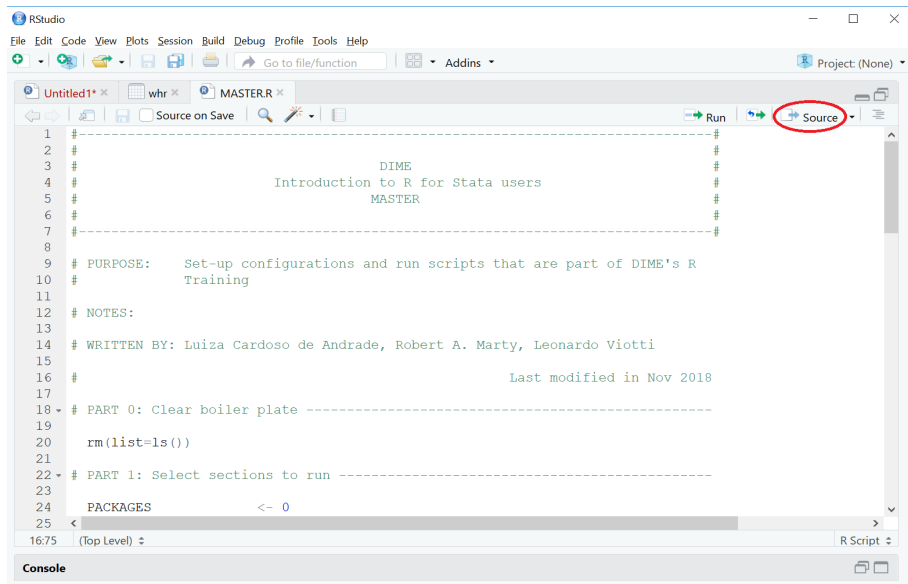 RStudio
File Edit Code View Plots Session Build Debug Profile Tools Help
Go to file/function Addins Project: (None)
Untitled1* whr MASTER.R
Source on Save Run Source
1 #-------------------------------------------------------------------------------#
2 # #
3 # DIME #
4 # Introduction to R for Stata users #
5 # MASTER #
6 # #
7 #-------------------------------------------------------------------------------#
8
9 # PURPOSE: Set-up configurations and run scripts that are part of DIME's R
10 # Training
11
12 # NOTES:
13
14 # WRITTEN BY: Luiza Cardoso de Andrade, Robert A. Marty, Leonardo Viotti
15
16 # Last modified in Nov 2018
17
18 # PART 0: Clear boiler plate --------------------------------------------------
19
20 rm(list=ls())
21
22 # PART 1: Select sections to run ----------------------------------------------
23
24 PACKAGES <- 0
25
16:75 (Top Level) R Script
Console